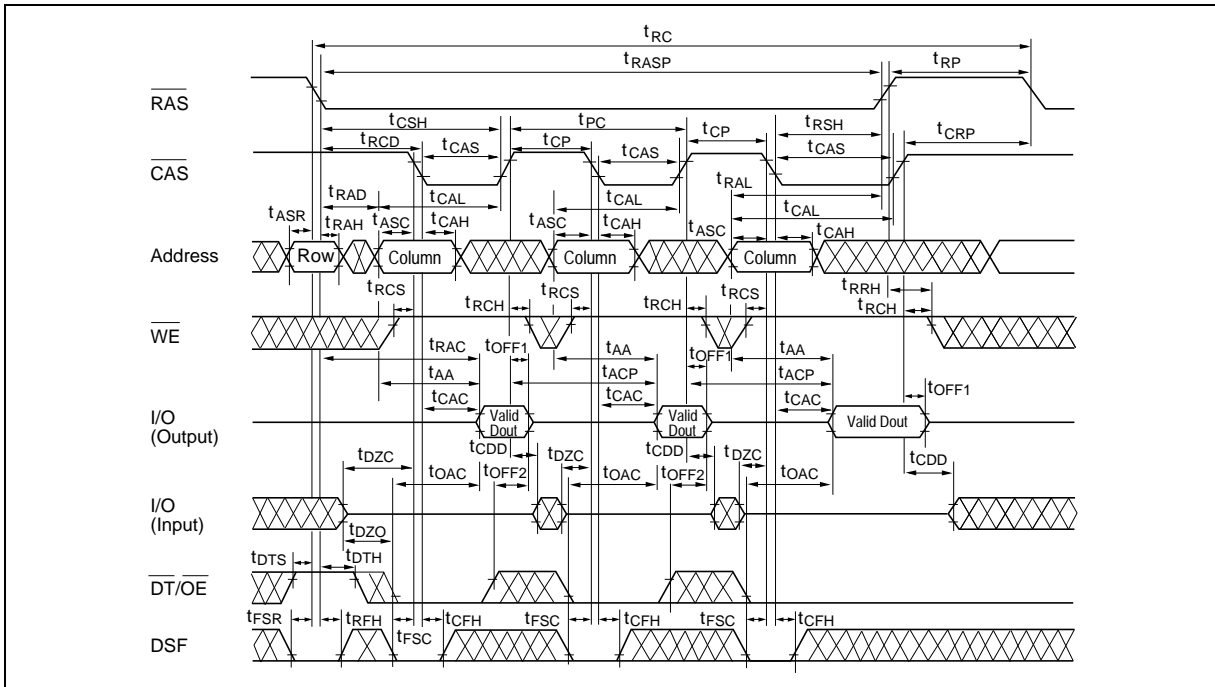 tRC
tRASP
tRP
RAS
tCSH
tPC
tRSH
tRCD
tCAS
tCP
tCAS
tCP
tCAS
tCRP
CAS
tRAD
tCAL
tCAL
tRAL
tCAL
tASR
tRAH
tASC
tCAH
tASC
tCAH
tASC
tCAH
Address
Row
Column
Column
Column
tRCS
tRCH
tRCS
tRCH
tRCS
tRRH
tRCH
WE
tRAC
tOFF1
tAA
tOFF1
tAA
tAA
tACP
tACP
tCAC
tCAC
tCAC
tOFF1
I/O
(Output)
Valid
Dout
Valid
Dout
Valid Dout
tDZC
tCDD
tDZC
tCDD
tDZC
tCDD
tOAC
tOFF2
tOAC
tOFF2
tOAC
I/O
(Input)
tDZO
tDTS
tDTH
DT/OE
tFSR
tRFH
tFSC
tCFH
tFSC
tCFH
tFSC
tCFH
DSF